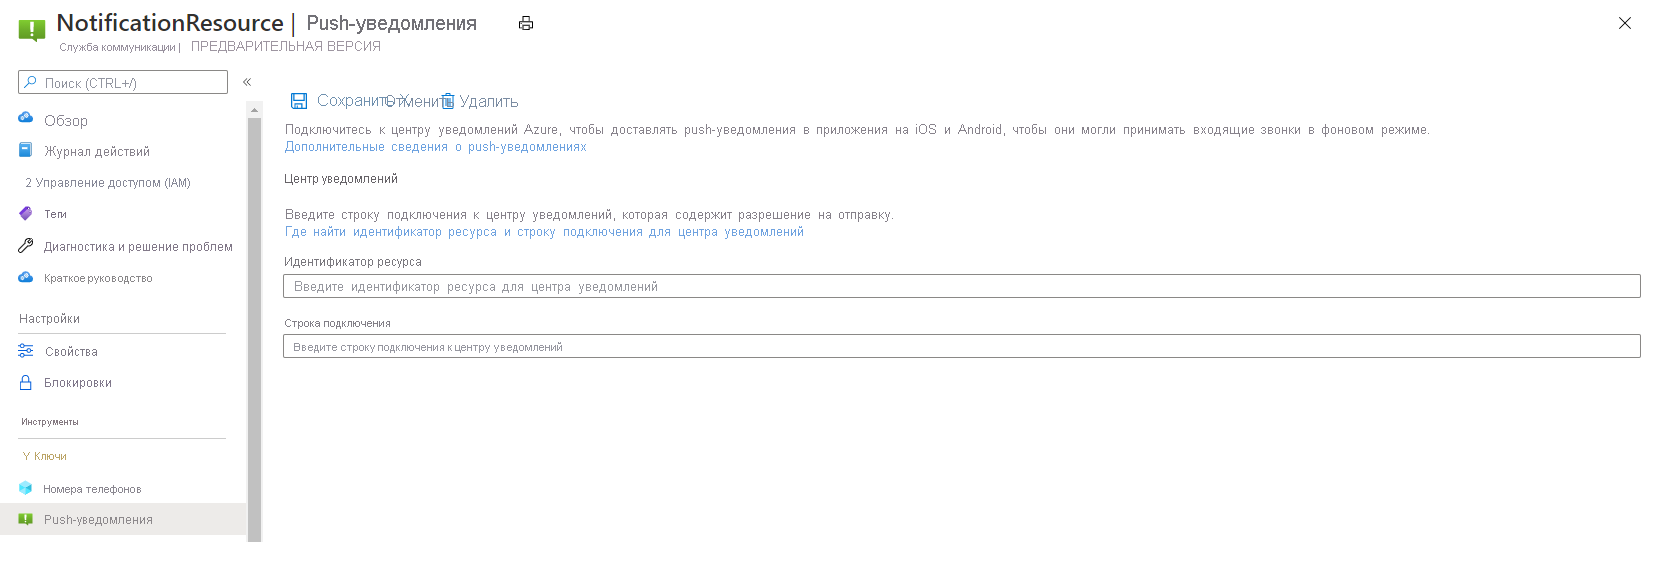 NotificationResource | Push-уведомления
Служба коммуникации | ПРЕДВАРИТЕЛЬНАЯ ВЕРСИЯ
Поиск (CTRL+/)
«
Обзор
Журнал действий
2 Управление доступом (IAM)
Теги
Диагностика и решение проблем
Краткое руководство
Настройки
Свойства
Блокировки
Инструменты
Y Ключи
Номера телефонов
Push-уведомления
Сохранить X Отменить Удалить
Подключитесь к центру уведомлений Azure, чтобы доставлять push-уведомления в приложения на iOS и Android, чтобы они могли принимать входящие звонки в фоновом режиме.
Дополнительные сведения о push-уведомлениях
Центр уведомлений
Введите строку подключения к центру уведомлений, которая содержит разрешение на отправку.
Где найти идентификатор ресурса и строку подключения для центра уведомлений
Идентификатор ресурса
Введите идентификатор ресурса для центра уведомлений
Строка подключения
Введите строку подключения к центру уведомлений